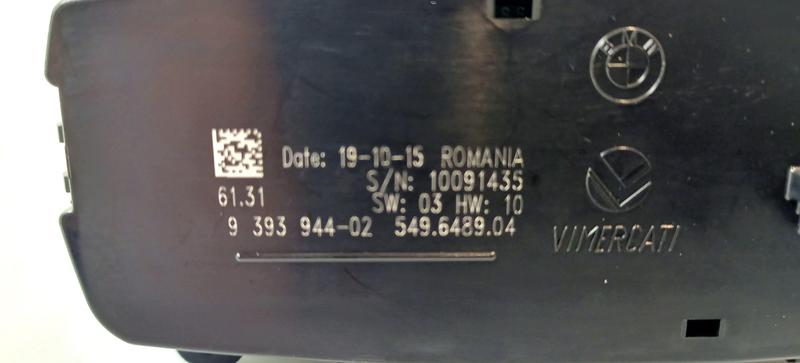 BMW
Date: 19-10-15 ROMANIA
S/N: 10091435
61.31
SW: 03 HW: 10
9 393 944-02 549.6489.04
VIMERCATI